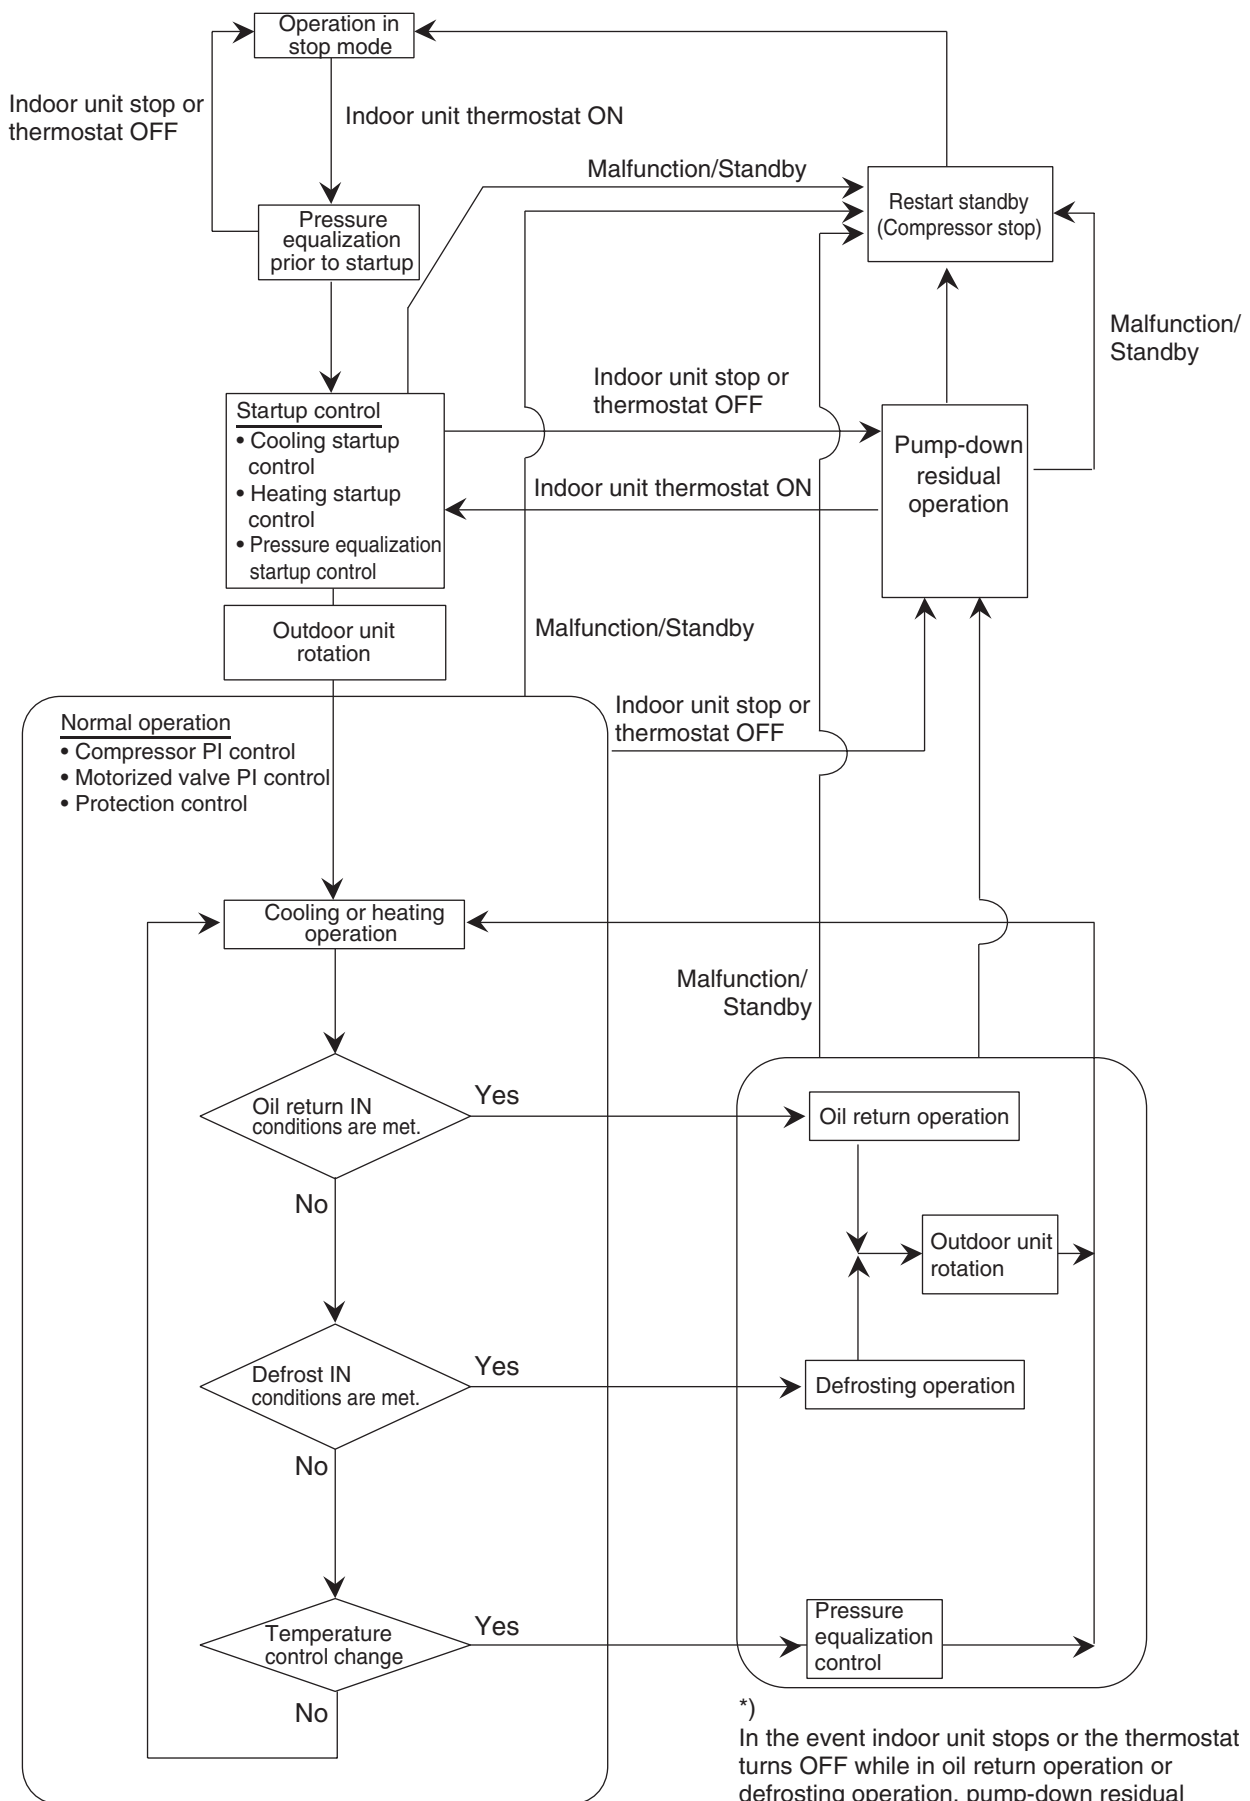 Operation in
stop mode
Indoor unit stop or
thermostat OFF
Indoor unit thermostat ON
Malfunction/Standby
Restart standby
(Compressor stop)
Pressure
equalization
prior to startup
Malfunction/
Standby
Indoor unit stop or
thermostat OFF
Startup control
• Cooling startup
control
• Heating startup
control
• Pressure equalization
startup control
Pump-down
residual
operation
Indoor unit thermostat ON
Outdoor unit
rotation
Malfunction/Standby
Indoor unit stop or
thermostat OFF
Normal operation
• Compressor PI control
• Motorized valve PI control
• Protection control
Cooling or heating
operation
Malfunction/
Standby
Oil return IN
conditions are met.
Yes
Oil return operation
No
Outdoor unit
rotation
Defrost IN
conditions are met.
Yes
Defrosting operation
No
Temperature
control change
Yes
Pressure
equalization
control
No
*)
In the event indoor unit stops or the thermostat
turns OFF while in oil return operation or
defrosting operation, pump-down residual